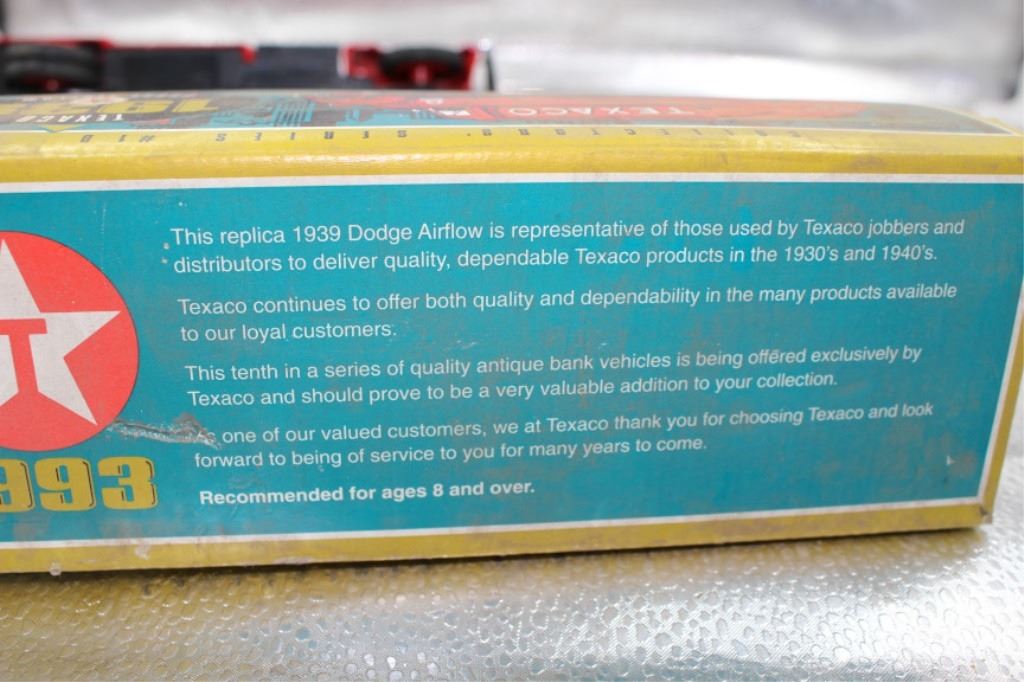 TEXACO
TEXACO
COLLECTORS' SERIES #10
This replica 1939 Dodge Airflow is representative of those used by Texaco jobbers and
distributors to deliver quality, dependable Texaco products in the 1930's and 1940's.
Texaco continues to offer both quality and dependability in the many products available
to our loyal customers.
This tenth in a series of quality antique bank vehicles is being offered exclusively by
Texaco and should prove to be a very valuable addition to your collection.
one of our valued customers, we at Texaco thank you for choosing Texaco and look
forward to being of service to you for many years to come.
Recommended for ages 8 and over.
T
993